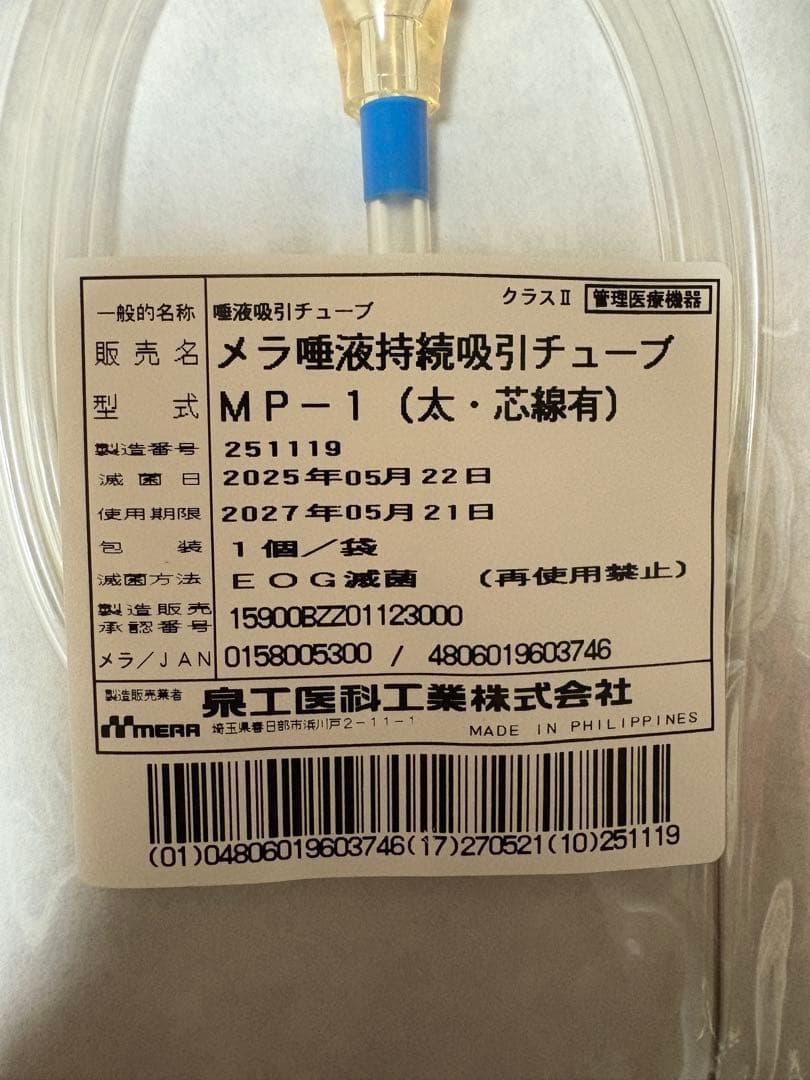 一般的名称 唾液吸引チューブ クラスⅡ 管理医療機器
販売名 メラ唾液持続吸引チューブ
型式 MP-1(太・芯線有)
製造番号 251119
滅菌日 2025年05月22日
使用期限 2027年05月21日
包装 1個/袋
滅菌方法 EOG滅菌 (再使用禁止)
製造販売承認番号 15900BZZ01123000
メラ/JAN 0158005300 / 4806019603746
製造販売業者 泉工医科工業株式会社
MERA 埼玉県春日部市浜川戸2-11-1 MADE IN PHILIPPINES
(01)04806019603746(17)270521(10)251119